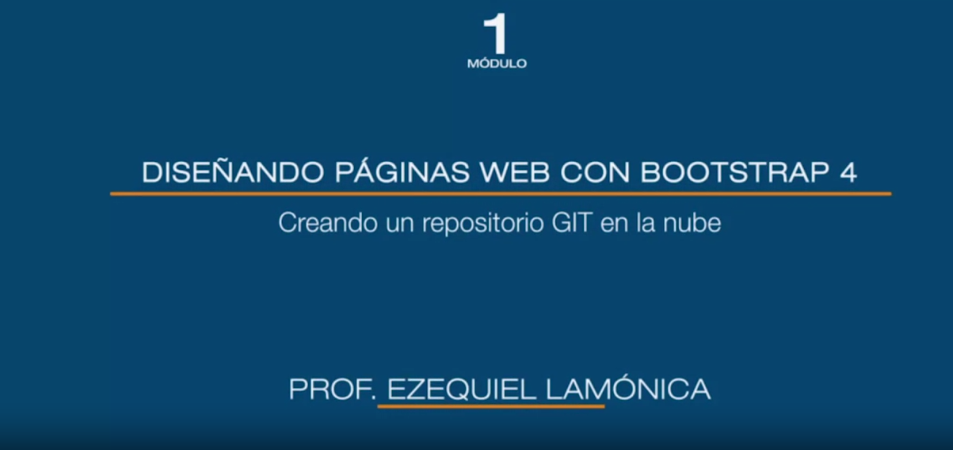 1
MÓDULO
DISEÑANDO PÁGINAS WEB CON BOOTSTRAP 4
Creando un repositorio GIT en la nube
PROF. EZEQUIEL LAMÓNICA